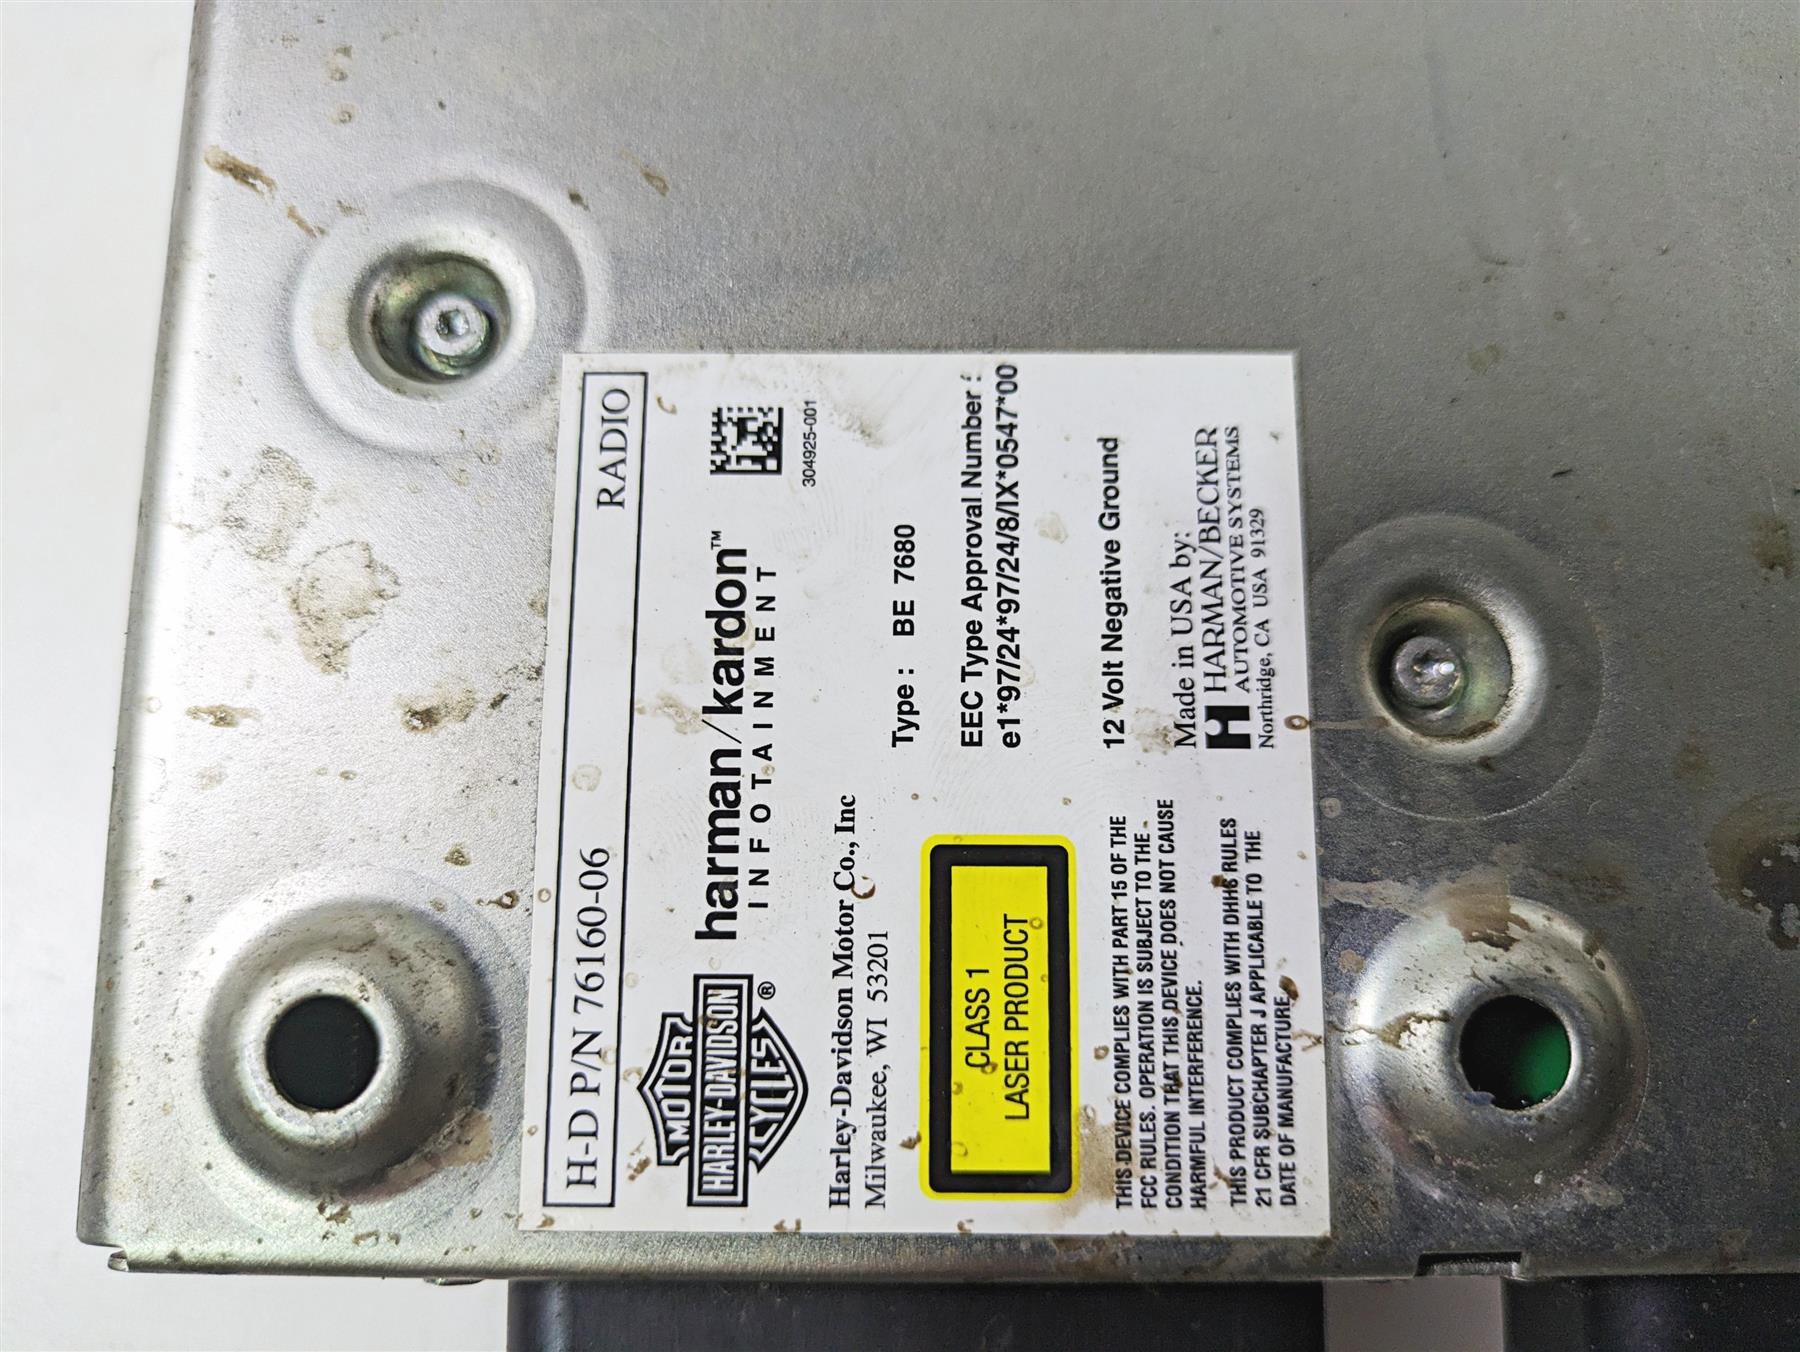 H-D P/N 76160-06 RADIO
MOTOR
HARLEY-DAVIDSON
CYCLES®
harman/kardon™
INFOTAINMENT
304925-001
Harley-Davidson Motor Co., Inc
Milwaukee, WI 53201
Type : BE 7680
EEC Type Approval Number :
e1*97/24*97/24/8/IX*0547*00
CLASS 1
LASER PRODUCT
12 Volt Negative Ground
Made in USA by:
HARMAN/BECKER
AUTOMOTIVE SYSTEMS
Northridge, CA USA 91329
THIS DEVICE COMPLIES WITH PART 15 OF THE
FCC RULES. OPERATION IS SUBJECT TO THE
CONDITION THAT THIS DEVICE DOES NOT CAUSE
HARMFUL INTERFERENCE.
THIS PRODUCT COMPLIES WITH DHHS RULES
21 CFR SUBCHAPTER J APPLICABLE TO THE
DATE OF MANUFACTURE.